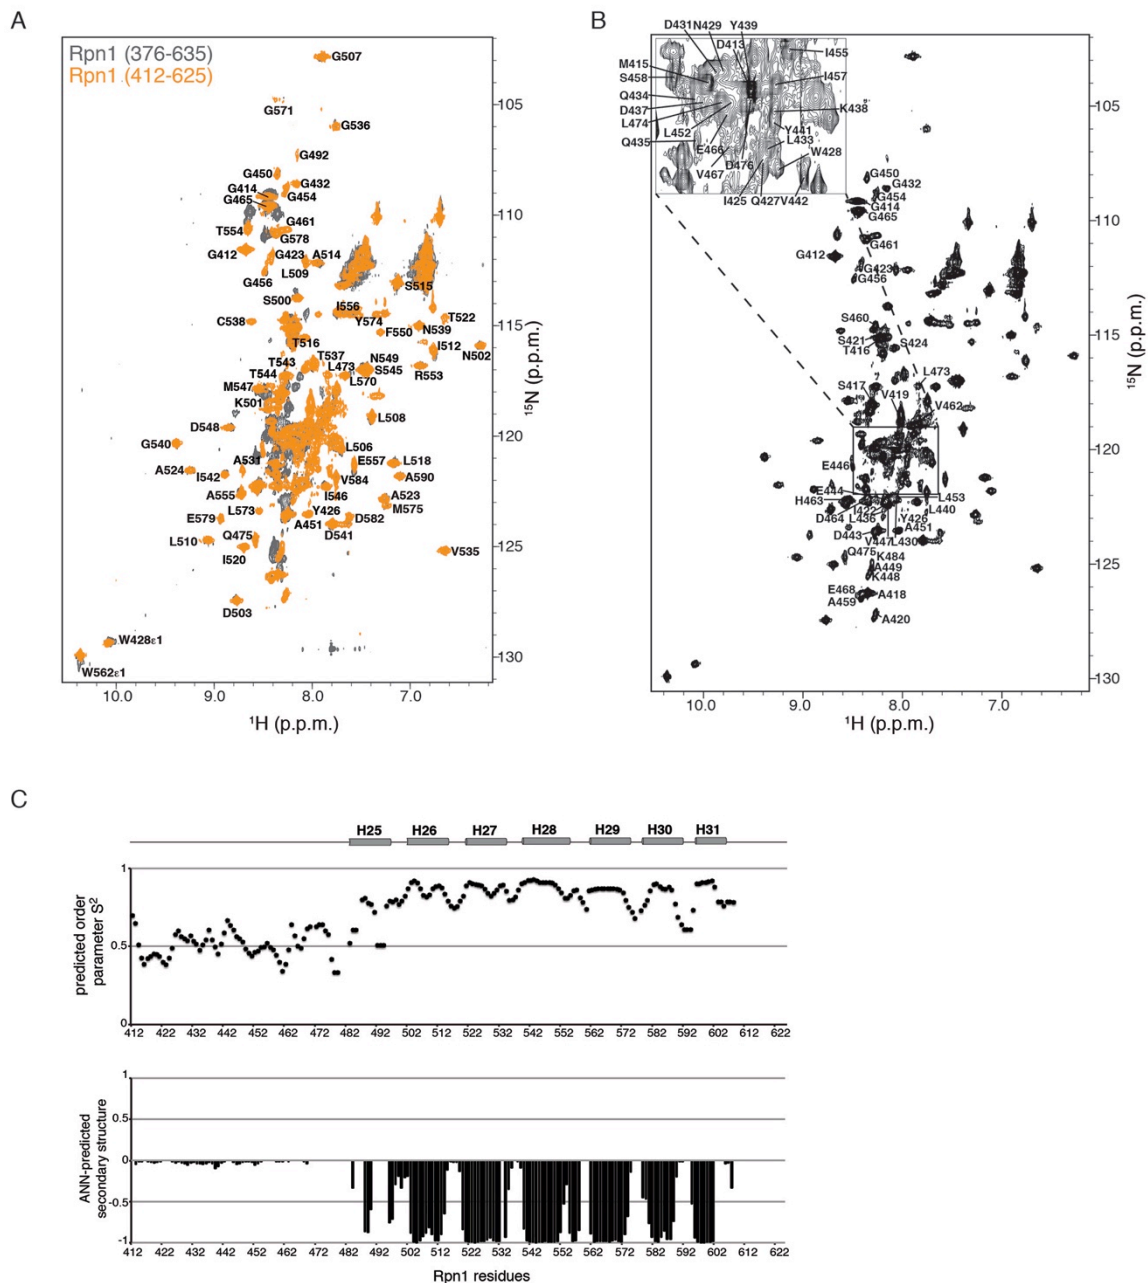 A
Rpn1 (376-635)
Rpn1 (412-625)
G507
G571
G536
G492
G450
G432
G414
G454
G465
G461
T554
G578
G412
G423
A514
L509
G456
S515
S500
I556
Y574
T522
C538
F550
N539
T516
I512
T537
N549
N502
T543
L473
S545
T544
L570
R553
M547
K501
L508
D548
G540
L506
A531
E557
L518
A524
I542
V584
A590
A555
I546
A523
L573
Y426
M575
E579
D582
A451
D541
L510
Q475
I520
V535
D503
W428ε1
W562ε1
105
110
115
120
125
130
¹⁵N (p.p.m.)
10.0
9.0
8.0
7.0
¹H (p.p.m.)
B
D431
N429
Y439
D413
I455
M415
S458
I457
Q434
K438
D437
L474
L452
Y441
Q435
E466
L433
W428
V467
D476
I425
Q427
V442
G450
G432
G454
G414
G465
G461
G412
G423
G456
S460
S421
T416
S424
L473
S417
V419
V462
E446
E444
H463
L453
I422
L440
D464
L436
Y426
A451
D443
V447
L430
Q475
K484
A449
K448
E468
A418
A459
A420
105
110
115
120
125
130
¹⁵N (p.p.m.)
10.0
9.0
8.0
7.0
¹H (p.p.m.)
C
H25
H26
H27
H28
H29
H30
H31
predicted order
parameter S²
1
0.5
0
412 422 432 442 452 462 472 482 492 502 512 522 532 542 552 562 572 582 592 602 612 622
ANN-predicted
secondary structure
1
0.5
0
-0.5
-1
412 422 432 442 452 462 472 482 492 502 512 522 532 542 552 562 572 582 592 602 612 622
Rpn1 residues